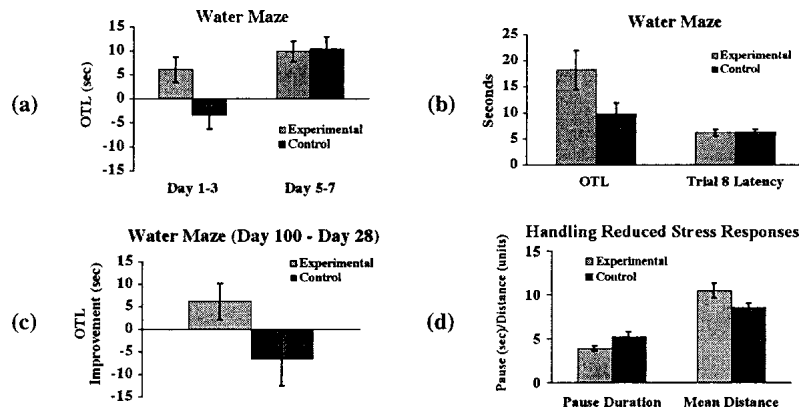 (a)
Water Maze
OTL (sec)
15
10
5
0
-5
-10
-15
Experimental
Control
Day 1-3
Day 5-7
(b)
Water Maze
Seconds
25
20
15
10
5
0
Experimental
Control
OTL
Trial 8 Latency
(c)
Water Maze (Day 100 - Day 28)
OTL
Improvement (sec)
15
10
5
0
-5
-10
-15
Experimental
Control
(d)
Handling Reduced Stress Responses
Pause (sec)/Distance (units)
15
10
5
0
Experimental
Control
Pause Duration
Mean Distance